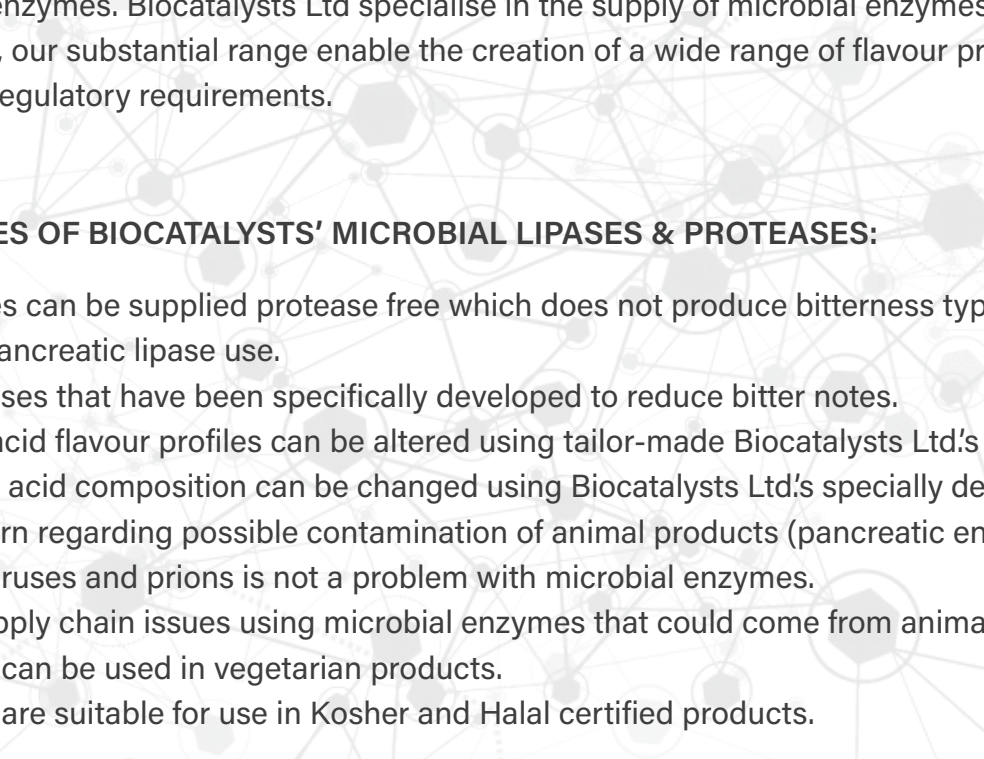 enzymes. Biocatalysts Ltd specialise in the supply of microbial enzymes
, our substantial range enable the creation of a wide range of flavour pr
egulatory requirements.
ES OF BIOCATALYSTS’ MICROBIAL LIPASES & PROTEASES:
es can be supplied protease free which does not produce bitterness typ
ancreatic lipase use.
ses that have been specifically developed to reduce bitter notes.
acid flavour profiles can be altered using tailor-made Biocatalysts Ltd.’s
acid composition can be changed using Biocatalysts Ltd.’s specially de
rn regarding possible contamination of animal products (pancreatic en
ruses and prions is not a problem with microbial enzymes.
pply chain issues using microbial enzymes that could come from anima
can be used in vegetarian products.
are suitable for use in Kosher and Halal certified products.